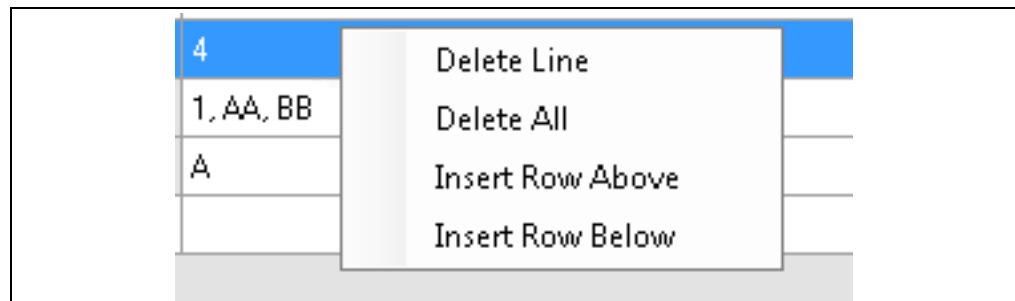 4
1, AA, BB
A
Delete Line
Delete All
Insert Row Above
Insert Row Below